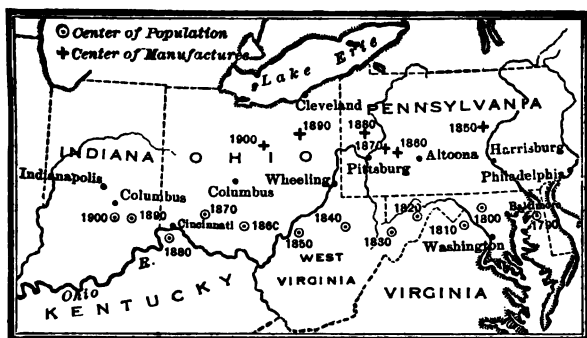 Center of Population
Center of Manufactures
Lake Erie
Cleveland
PENNSYLVANIA
1890
1880
1850
1900
1870
1860
INDIANA
OHIO
Harrisburg
Pittsburg
Altoona
Indianapolis
Wheeling
Philadelphia
Columbus
Columbus
1900
1890
1870
1860
1840
1820
1800
Baltimore
1790
Cincinnati
1850
1830
1810
Washington
1880
R.
WEST
VIRGINIA
VIRGINIA
Ohio
KENTUCKY